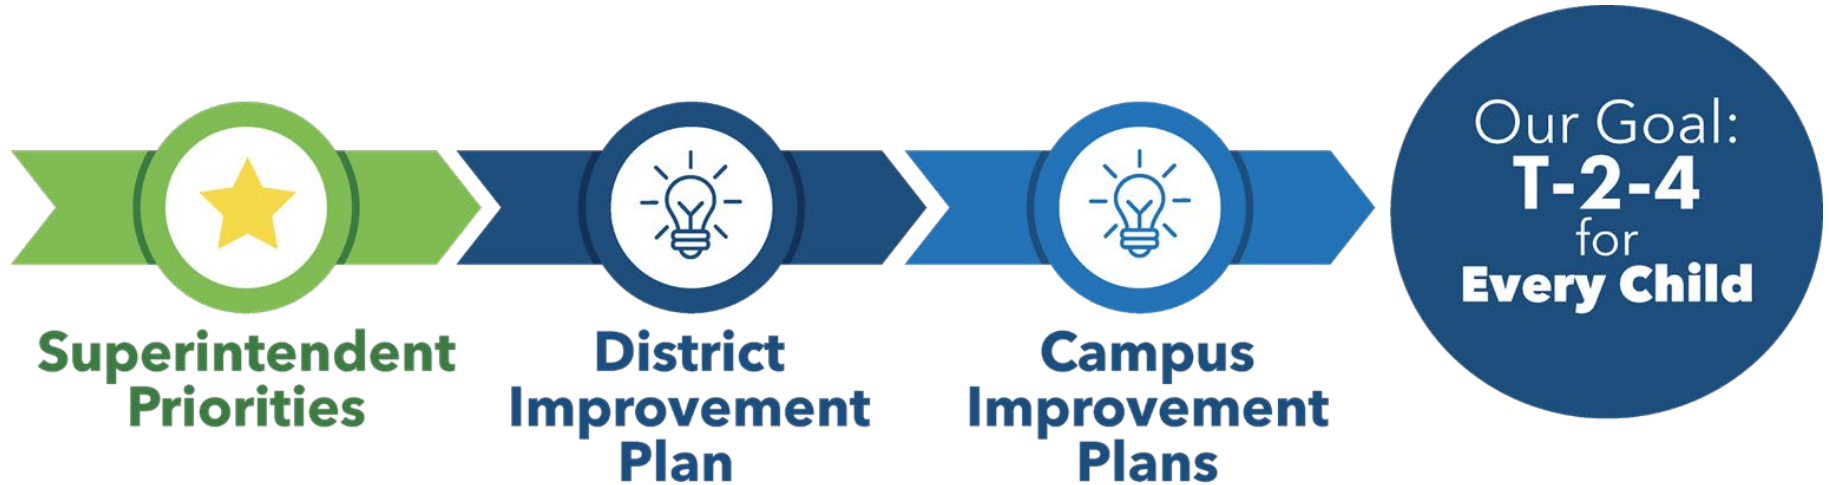 Superintendent
Priorities
District
Improvement
Plan
Campus
Improvement
Plans
Our Goal:
T-2-4
for
Every Child